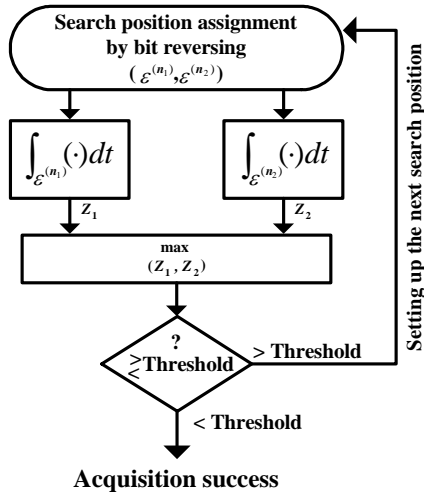 Search position assignment
by bit reversing
( ε^(n₁), ε^(n₂) )
∫_ε^(n₁) (·)dt
∫_ε^(n₂) (·)dt
Z₁
Z₂
max
(Z₁, Z₂)
?
><Threshold
> Threshold
< Threshold
Acquisition success
Setting up the next search position